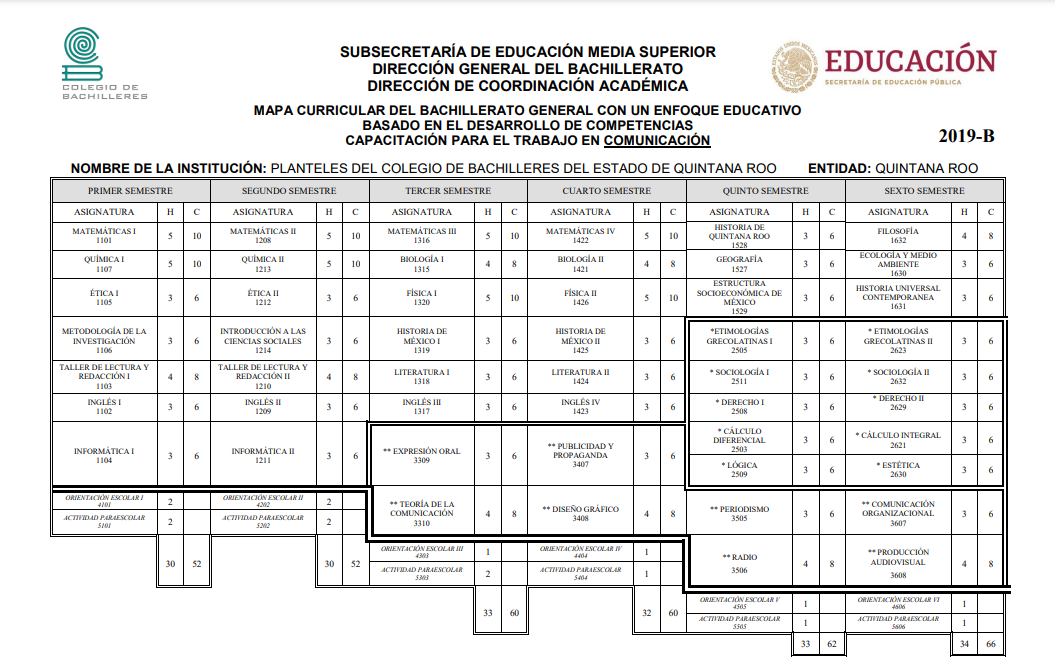 COLEGIO DE
BACHILLERES
SUBSECRETARÍA DE EDUCACIÓN MEDIA SUPERIOR
DIRECCIÓN GENERAL DEL BACHILLERATO
DIRECCIÓN DE COORDINACIÓN ACADÉMICA
EDUCACIÓN
SECRETARÍA DE EDUCACIÓN PÚBLICA
MAPA CURRICULAR DEL BACHILLERATO GENERAL CON UN ENFOQUE EDUCATIVO
BASADO EN EL DESARROLLO DE COMPETENCIAS
CAPACITACIÓN PARA EL TRABAJO EN COMUNICACIÓN
2019-B
NOMBRE DE LA INSTITUCIÓN: PLANTELES DEL COLEGIO DE BACHILLERES DEL ESTADO DE QUINTANA ROO ENTIDAD: QUINTANA ROO
PRIMER SEMESTRE SEGUNDO SEMESTRE TERCER SEMESTRE CUARTO SEMESTRE QUINTO SEMESTRE SEXTO SEMESTRE
ASIGNATURA H C ASIGNATURA H C ASIGNATURA H C ASIGNATURA H C ASIGNATURA H C ASIGNATURA H C
MATEMÁTICAS I
1101
5 10
MATEMÁTICAS II
1208
5 10
MATEMÁTICAS III
1316
5 10
MATEMÁTICAS IV
1422
5 10
HISTORIA DE
QUINTANA ROO
1528
3 6
FILOSOFÍA
1632
4 8
QUÍMICA I
1107
5 10
QUÍMICA II
1213
5 10
BIOLOGÍA I
1315
4 8
BIOLOGÍA II
1421
4 8
GEOGRAFÍA
1527
3 6
ECOLOGÍA Y MEDIO
AMBIENTE
1630
3 6
ÉTICA I
1105
3 6
ÉTICA II
1212
3 6
FÍSICA I
1320
5 10
FÍSICA II
1426
5 10
ESTRUCTURA
SOCIOECONÓMICA DE
MÉXICO
1529
3 6
HISTORIA UNIVERSAL
CONTEMPORANEA
1631
3 6
METODOLOGÍA DE LA
INVESTIGACIÓN
1106
3 6
INTRODUCCIÓN A LAS
CIENCIAS SOCIALES
1214
3 6
HISTORIA DE
MÉXICO I
1319
3 6
HISTORIA DE
MÉXICO II
1425
3 6
*ETIMOLOGÍAS
GRECOLATINAS I
2505
3 6
* ETIMOLOGÍAS
GRECOLATINAS II
2623
3 6
TALLER DE LECTURA Y
REDACCIÓN I
1103
4 8
TALLER DE LECTURA Y
REDACCIÓN II
1210
4 8
LITERATURA I
1318
3 6
LITERATURA II
1424
3 6
* SOCIOLOGÍA I
2511
3 6
* SOCIOLOGÍA II
2632
3 6
INGLÉS I
1102
3 6
INGLÉS II
1209
3 6
INGLÉS III
1317
3 6
INGLÉS IV
1423
3 6
* DERECHO I
2508
3 6
* DERECHO II
2629
3 6
INFORMÁTICA I
1104
3 6
INFORMÁTICA II
1211
3 6
** EXPRESIÓN ORAL
3309
3 6
** PUBLICIDAD Y
PROPAGANDA
3407
3 6
* CÁLCULO
DIFERENCIAL
2503
3 6
* CÁLCULO INTEGRAL
2621
3 6
* LÓGICA
2509
3 6
* ESTÉTICA
2630
3 6
ORIENTACIÓN ESCOLAR I
4101
2
ORIENTACIÓN ESCOLAR II
4202
2
** TEORÍA DE LA
COMUNICACIÓN
3310
4 8
** DISEÑO GRÁFICO
3408
4 8
** PERIODISMO
3505
3 6
** COMUNICACIÓN
ORGANIZACIONAL
3607
3 6
ACTIVIDAD PARAESCOLAR
5101
2
ACTIVIDAD PARAESCOLAR
5202
2
30 52
30 52
ORIENTACIÓN ESCOLAR III
4303
1
ORIENTACIÓN ESCOLAR IV
4404
1
** RADIO
3506
4 8
** PRODUCCIÓN
AUDIOVISUAL
3608
4 8
ACTIVIDAD PARAESCOLAR
5303
2
ACTIVIDAD PARAESCOLAR
5404
1
33 60
32 60
ORIENTACIÓN ESCOLAR V
4505
1
ORIENTACIÓN ESCOLAR VI
4606
1
ACTIVIDAD PARAESCOLAR
5505
1
ACTIVIDAD PARAESCOLAR
5606
1
33 62
34 66